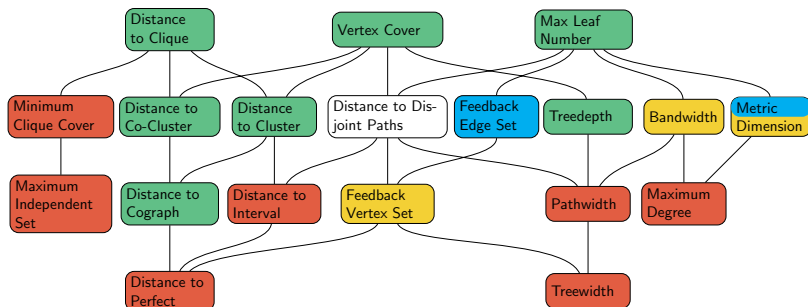 Distance
to Clique
Vertex Cover
Max Leaf
Number
Minimum
Clique Cover
Distance to
Co-Cluster
Distance
to Cluster
Distance to Dis-
joint Paths
Feedback
Edge Set
Treedepth
Bandwidth
Metric
Dimension
Maximum
Independent
Set
Distance to
Cograph
Distance to
Interval
Feedback
Vertex Set
Pathwidth
Maximum
Degree
Distance to
Perfect
Treewidth